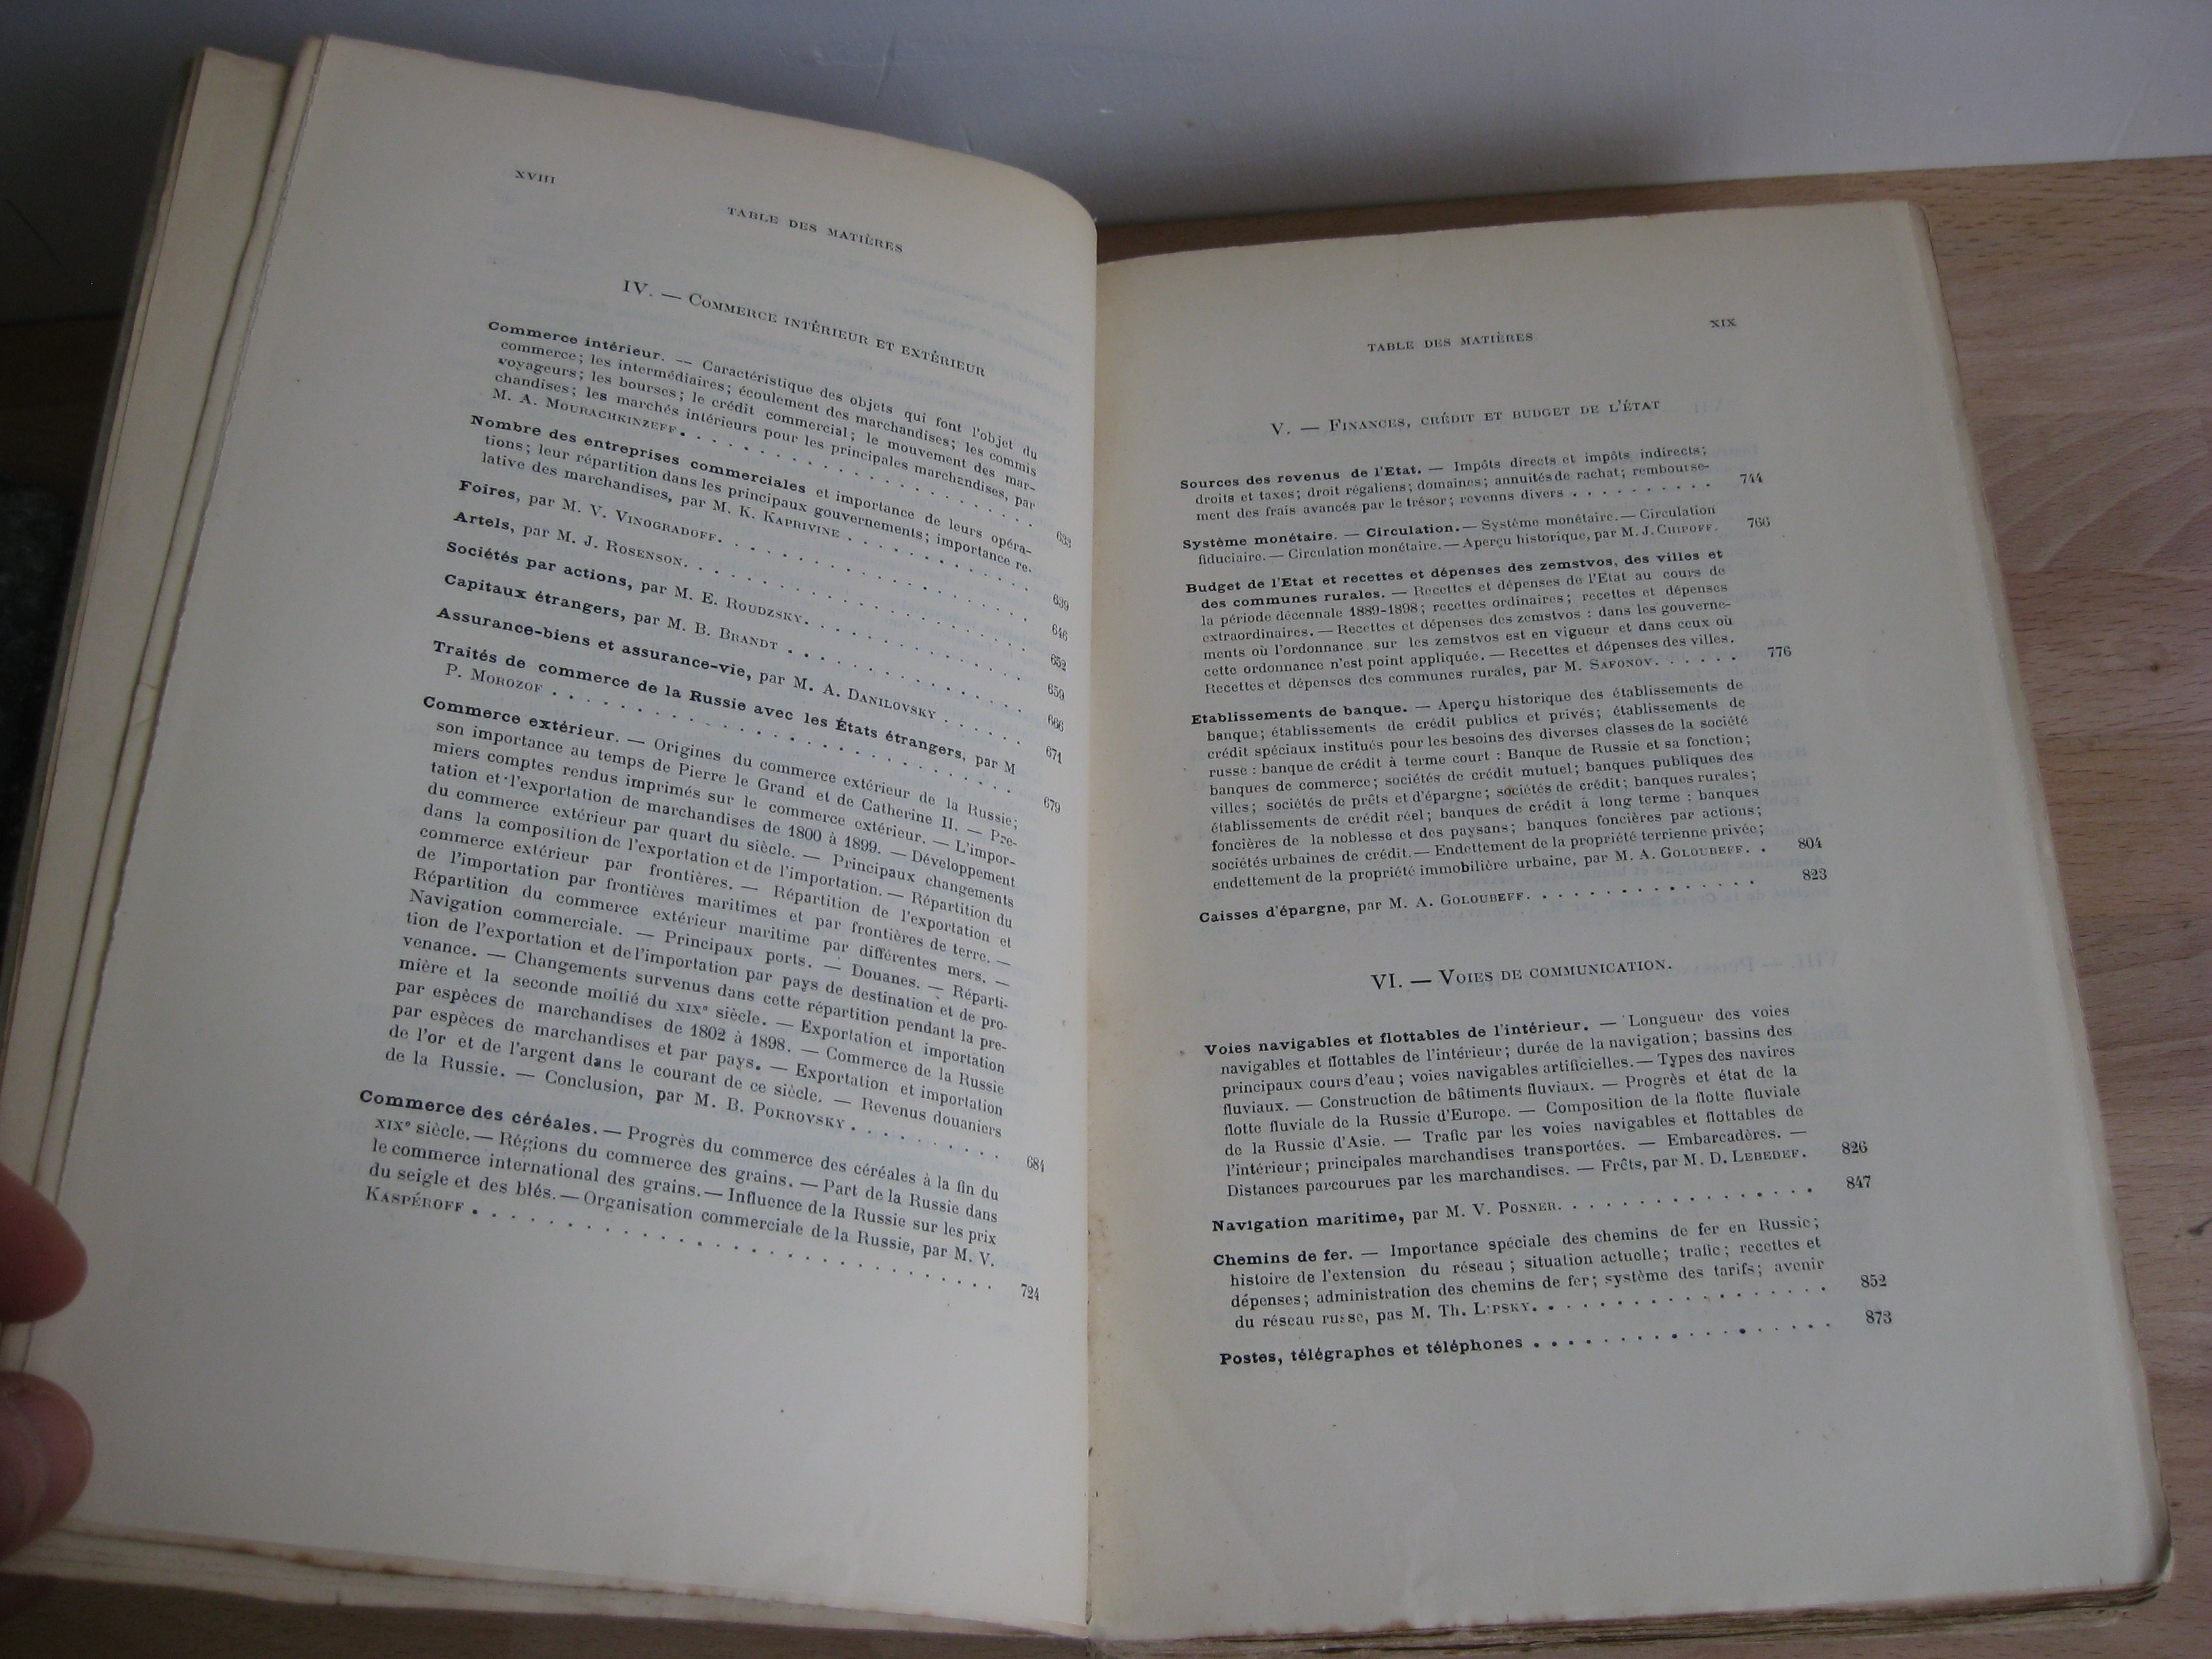 XVIII
TABLE DES MATIÈRES
IV. — COMMERCE INTÉRIEUR ET EXTÉRIEUR
Commerce intérieur. — Caractéristique des objets qui font l'objet du
commerce; les intermédiaires; écoulement des marchandises; les commis
voyageurs; les bourses; le crédit commercial; le mouvement des mar-
chandises; les marchés intérieurs pour les principales marchandises, par
M. A. MOURACHKINZEFF. . . . . . . . . . . . . . . . . . . . 633
Nombre des entreprises commerciales et importance de leurs opéra-
tions; leur répartition dans les principaux gouvernements; importance re-
lative des marchandises, par M. K. KAPRIVINE . . . . . . . . . . 639
Foires, par M. V. VINOGRADOFF. . . . . . . . . . . . . . . . . 646
Artels, par M. J. ROSENSON. . . . . . . . . . . . . . . . . . . 652
Sociétés par actions, par M. E. ROUDZSKY. . . . . . . . . . . . . 659
Capitaux étrangers, par M. B. BRANDT . . . . . . . . . . . . . . 666
Assurance-biens et assurance-vie, par M. A. DANILOVSKY . . . . . . 671
Traités de commerce de la Russie avec les États étrangers, par M
P. MOROZOF . . . . . . . . . . . . . . . . . . . . . . . 679
Commerce extérieur. — Origines du commerce extérieur de la Russie;
son importance au temps de Pierre le Grand et de Catherine II. — Pre-
miers comptes rendus imprimés sur le commerce extérieur. — L'impor-
tation et l'exportation de marchandises de 1800 à 1899. — Développement
du commerce extérieur par quart du siècle. — Principaux changements
dans la composition de l'exportation et de l'importation. — Répartition du
commerce extérieur par frontières. — Répartition de l'exportation et
de l'importation par frontières maritimes et par frontières de terre. —
Répartition du commerce extérieur maritime par différentes mers. —
Navigation commerciale. — Principaux ports. — Douanes. — Réparti-
tion de l'exportation et de l'importation par pays de destination et de pro-
venance. — Changements survenus dans cette répartition pendant la pre-
mière et la seconde moitié du XIXe siècle. — Exportation et importation
par espèces de marchandises de 1802 à 1898. — Commerce de la Russie
par espèces de marchandises et par pays. — Exportation et importation
de l'or et de l'argent dans le courant de ce siècle. — Revenus douaniers
de la Russie. — Conclusion, par M. B. POKROVSKY . . . . . . . . . 684
Commerce des céréales. — Progrès du commerce des céréales à la fin du
XIXe siècle. — Régions du commerce des grains. — Part de la Russie dans
le commerce international des grains. — Influence de la Russie sur les prix
du seigle et des blés. — Organisation commerciale de la Russie, par M. V.
KASPÉROFF . . . . . . . . . . . . . . . . . . . . . . . . 724
TABLE DES MATIÈRES XIX
V. — FINANCES, CRÉDIT ET BUDGET DE L'ÉTAT
Sources des revenus de l'Etat. — Impôts directs et impôts indirects;
droits et taxes; droit régaliens; domaines; annuités de rachat; rembourse-
ment des frais avancés par le trésor; revenns divers . . . . . . . . . . 744
Système monétaire. — Circulation. — Système monétaire. — Circulation
fiduciaire. — Circulation monétaire. — Aperçu historique, par M. J. CHIPOFF. 766
Budget de l'Etat et recettes et dépenses des zemstvos, des villes et
des communes rurales. — Recettes et dépenses de l'Etat au cours de
la période décennale 1889-1898; recettes ordinaires; recettes et dépenses
extraordinaires. — Recettes et dépenses des zemstvos : dans les gouverne-
ments où l'ordonnance sur les zemstvos est en vigueur et dans ceux où
cette ordonnance n'est point appliquée. — Recettes et dépenses des villes.
Recettes et dépenses des communes rurales, par M. SAFONOV. . . . . . 776
Etablissements de banque. — Aperçu historique des établissements de
banque; établissements de crédit publics et privés; établissements de
crédit spéciaux institués pour les besoins des diverses classes de la société
russe : banque de crédit à terme court : Banque de Russie et sa fonction;
banques de commerce; sociétés de crédit mutuel; banques publiques des
villes; sociétés de prêts et d'épargne; sociétés de crédit; banques rurales;
établissements de crédit réel; banques de crédit à long terme : banques
foncières de la noblesse et des paysans; banques foncières par actions;
sociétés urbaines de crédit. — Endettement de la propriété terrienne privée;
endettement de la propriété immobilière urbaine, par M. A. GOLOUBEFF. . 804
Caisses d'épargne, par M. A. GOLOUBEFF. . . . . . . . . . . . . . 823
VI. — VOIES DE COMMUNICATION.
Voies navigables et flottables de l'intérieur. — Longueur des voies
navigables et flottables de l'intérieur; durée de la navigation; bassins des
principaux cours d'eau; voies navigables artificielles. — Types des navires
fluviaux. — Construction de bâtiments fluviaux. — Progrès et état de la
flotte fluviale de la Russie d'Europe. — Composition de la flotte fluviale
de la Russie d'Asie. — Trafic par les voies navigables et flottables de
l'intérieur; principales marchandises transportées. — Embarcadères. —
Distances parcourues par les marchandises. — Frêts, par M. D. LEBEDEF. 826
Navigation maritime, par M. V. POSNER. . . . . . . . . . . . . . 847
Chemins de fer. — Importance spéciale des chemins de fer en Russie;
histoire de l'extension du réseau; situation actuelle; trafic; recettes et
dépenses; administration des chemins de fer; système des tarifs; avenir
du réseau russe, pas M. Th. LIPSKY. . . . . . . . . . . . . . . . 852
Postes, télégraphes et téléphones . . . . . . . . . . . . . . . . . 873